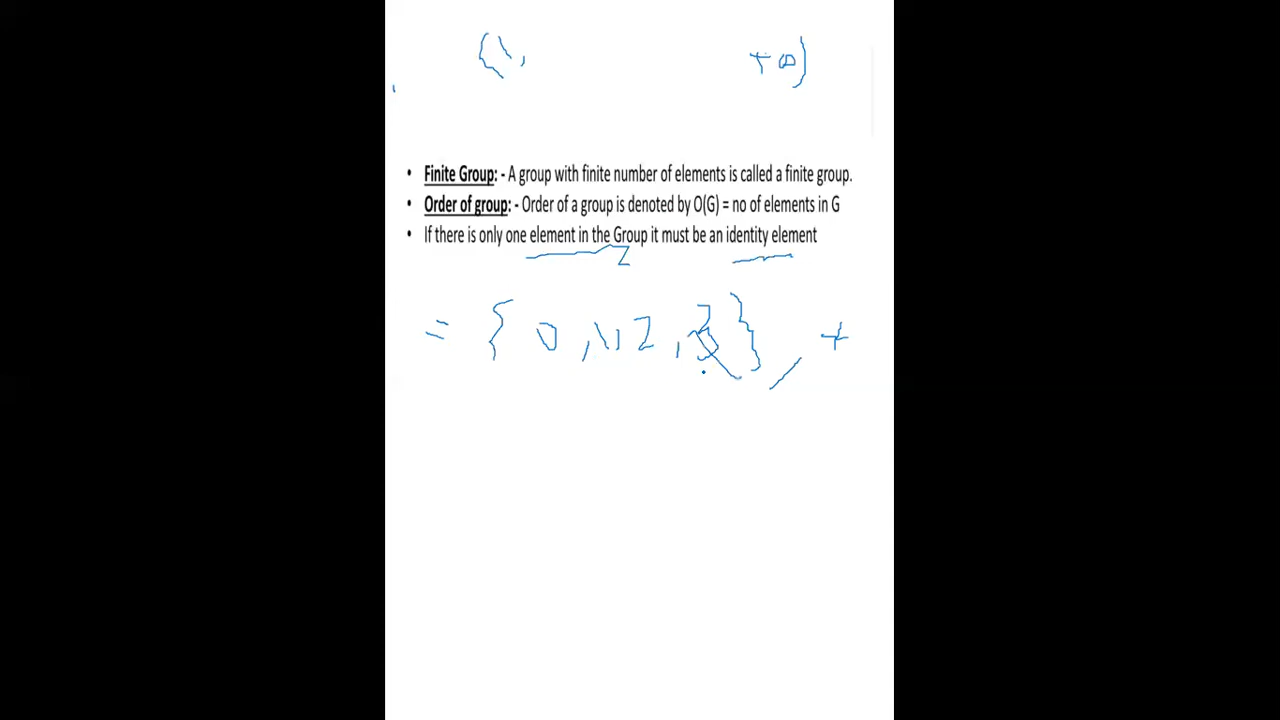 (1, +∞)
• Finite Group: - A group with finite number of elements is called a finite group.
• Order of group: - Order of a group is denoted by O(G) = no of elements in G
• If there is only one element in the Group it must be an identity element
= { 0 , 1, 2 , 3 } , +